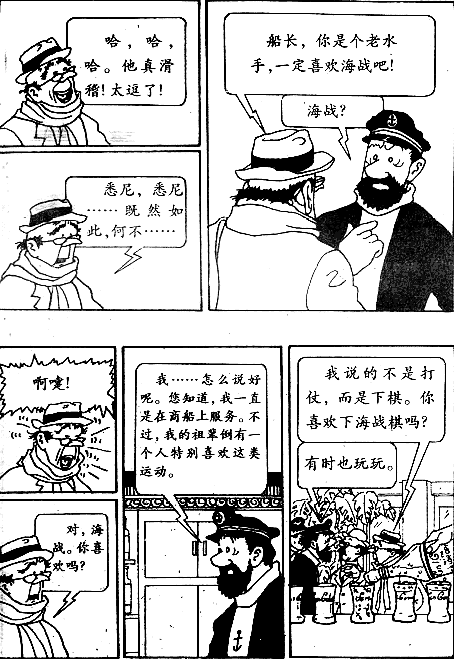 哈，哈，
哈。他真滑
稽！太逗了！
船长，你是个老水
手，一定喜欢海战吧！
海战？
悉尼，悉尼
……既然如
此，何不……
啊嚏！
对，海
战。你喜
欢吗？
我……怎么说好
呢。您知道，我一直
是在商船上服务。不
过，我的祖辈倒有一
个人特别喜欢这类
运动。
我说的不是打
仗，而是下棋。你
喜欢下海战棋吗？
有时也玩玩。